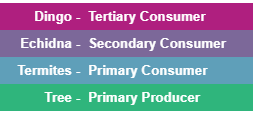 Dingo - Tertiary Consumer
Echidna - Secondary Consumer
Termites - Primary Consumer
Tree - Primary Producer